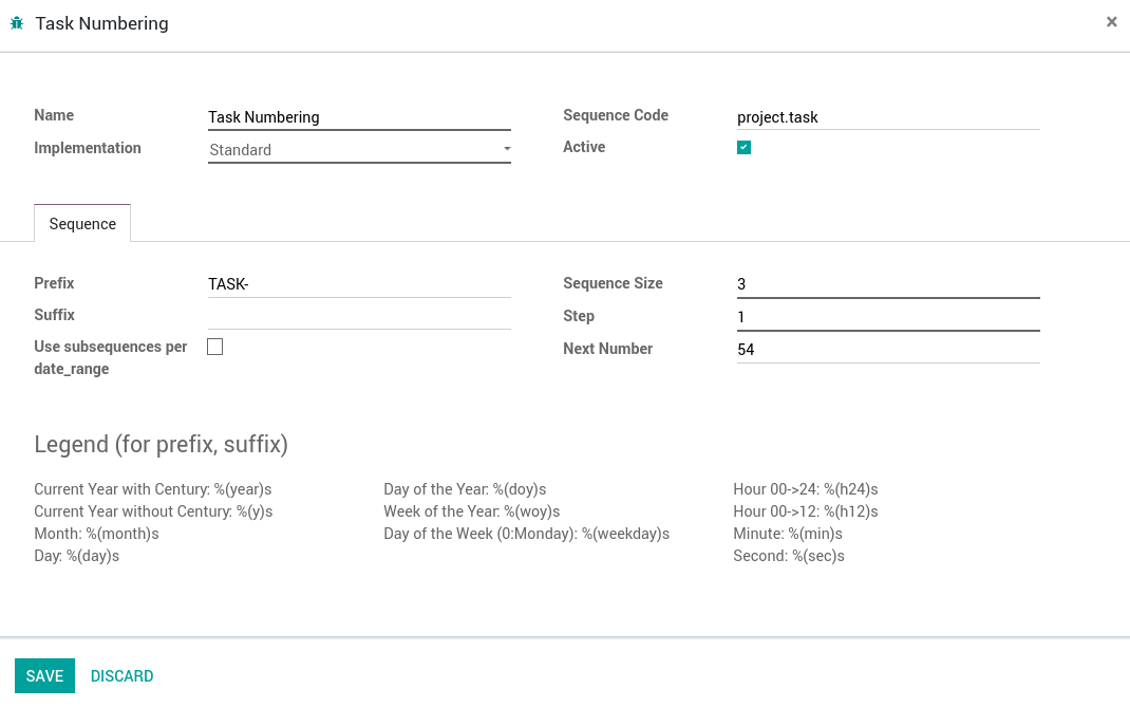 Task Numbering
×
Name Task Numbering Sequence Code project.task
Implementation Standard Active
Sequence
Prefix TASK- Sequence Size 3
Suffix Step 1
Use subsequences per Next Number 54
date_range
Legend (for prefix, suffix)
Current Year with Century: %(year)s Day of the Year: %(doy)s Hour 00->24: %(h24)s
Current Year without Century: %(y)s Week of the Year: %(woy)s Hour 00->12: %(h12)s
Month: %(month)s Day of the Week (0:Monday): %(weekday)s Minute: %(min)s
Day: %(day)s Second: %(sec)s
SAVE DISCARD